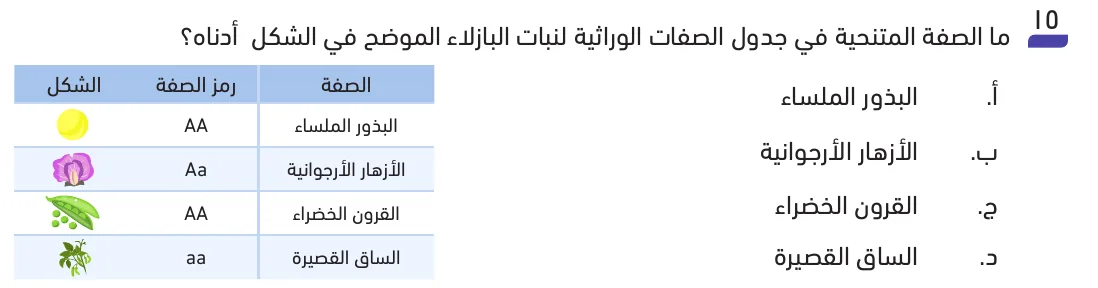 ١٥
ما الصفة المتنحية في جدول الصفات الوراثية لنبات البازلاء الموضح في الشكل أدناه؟
أ. البذور الملساء
ب. الأزهار الأرجوانية
ج. القرون الخضراء
د. الساق القصيرة
الصفة رمز الصفة الشكل
البذور الملساء AA
الأزهار الأرجوانية Aa
القرون الخضراء AA
الساق القصيرة aa